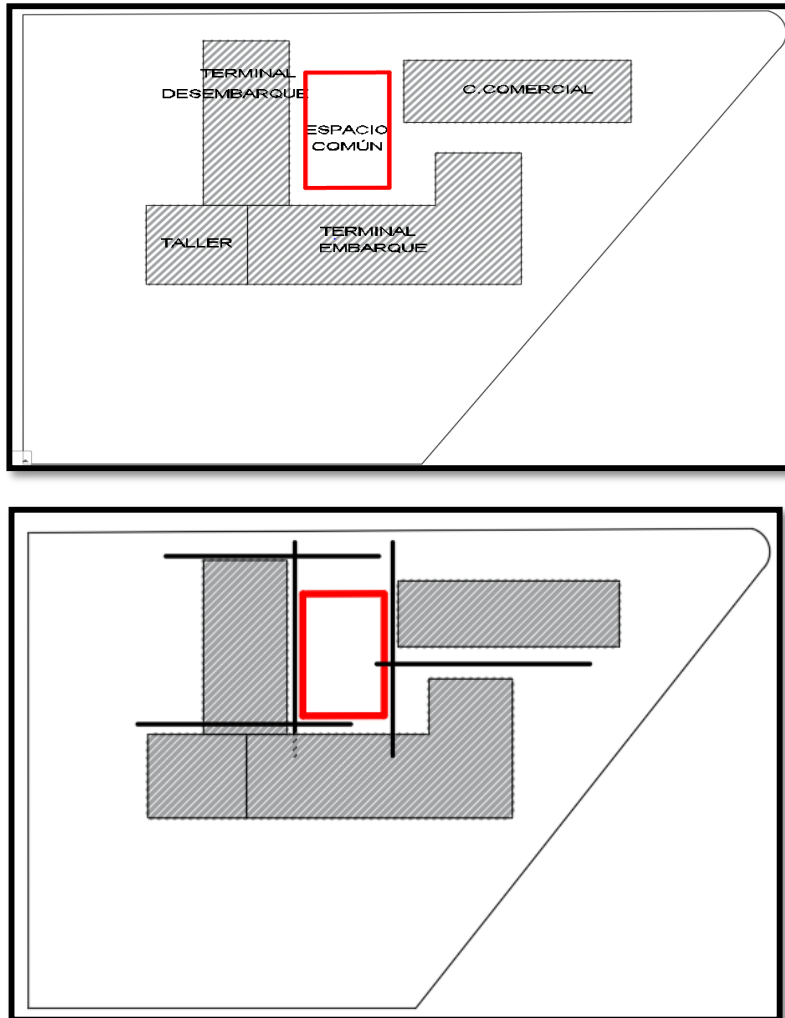 TERMINAL
DESEMBARQUE
C.COMERCIAL
ESPACIO
COMÚN
TALLER
TERMINAL
EMBARQUE